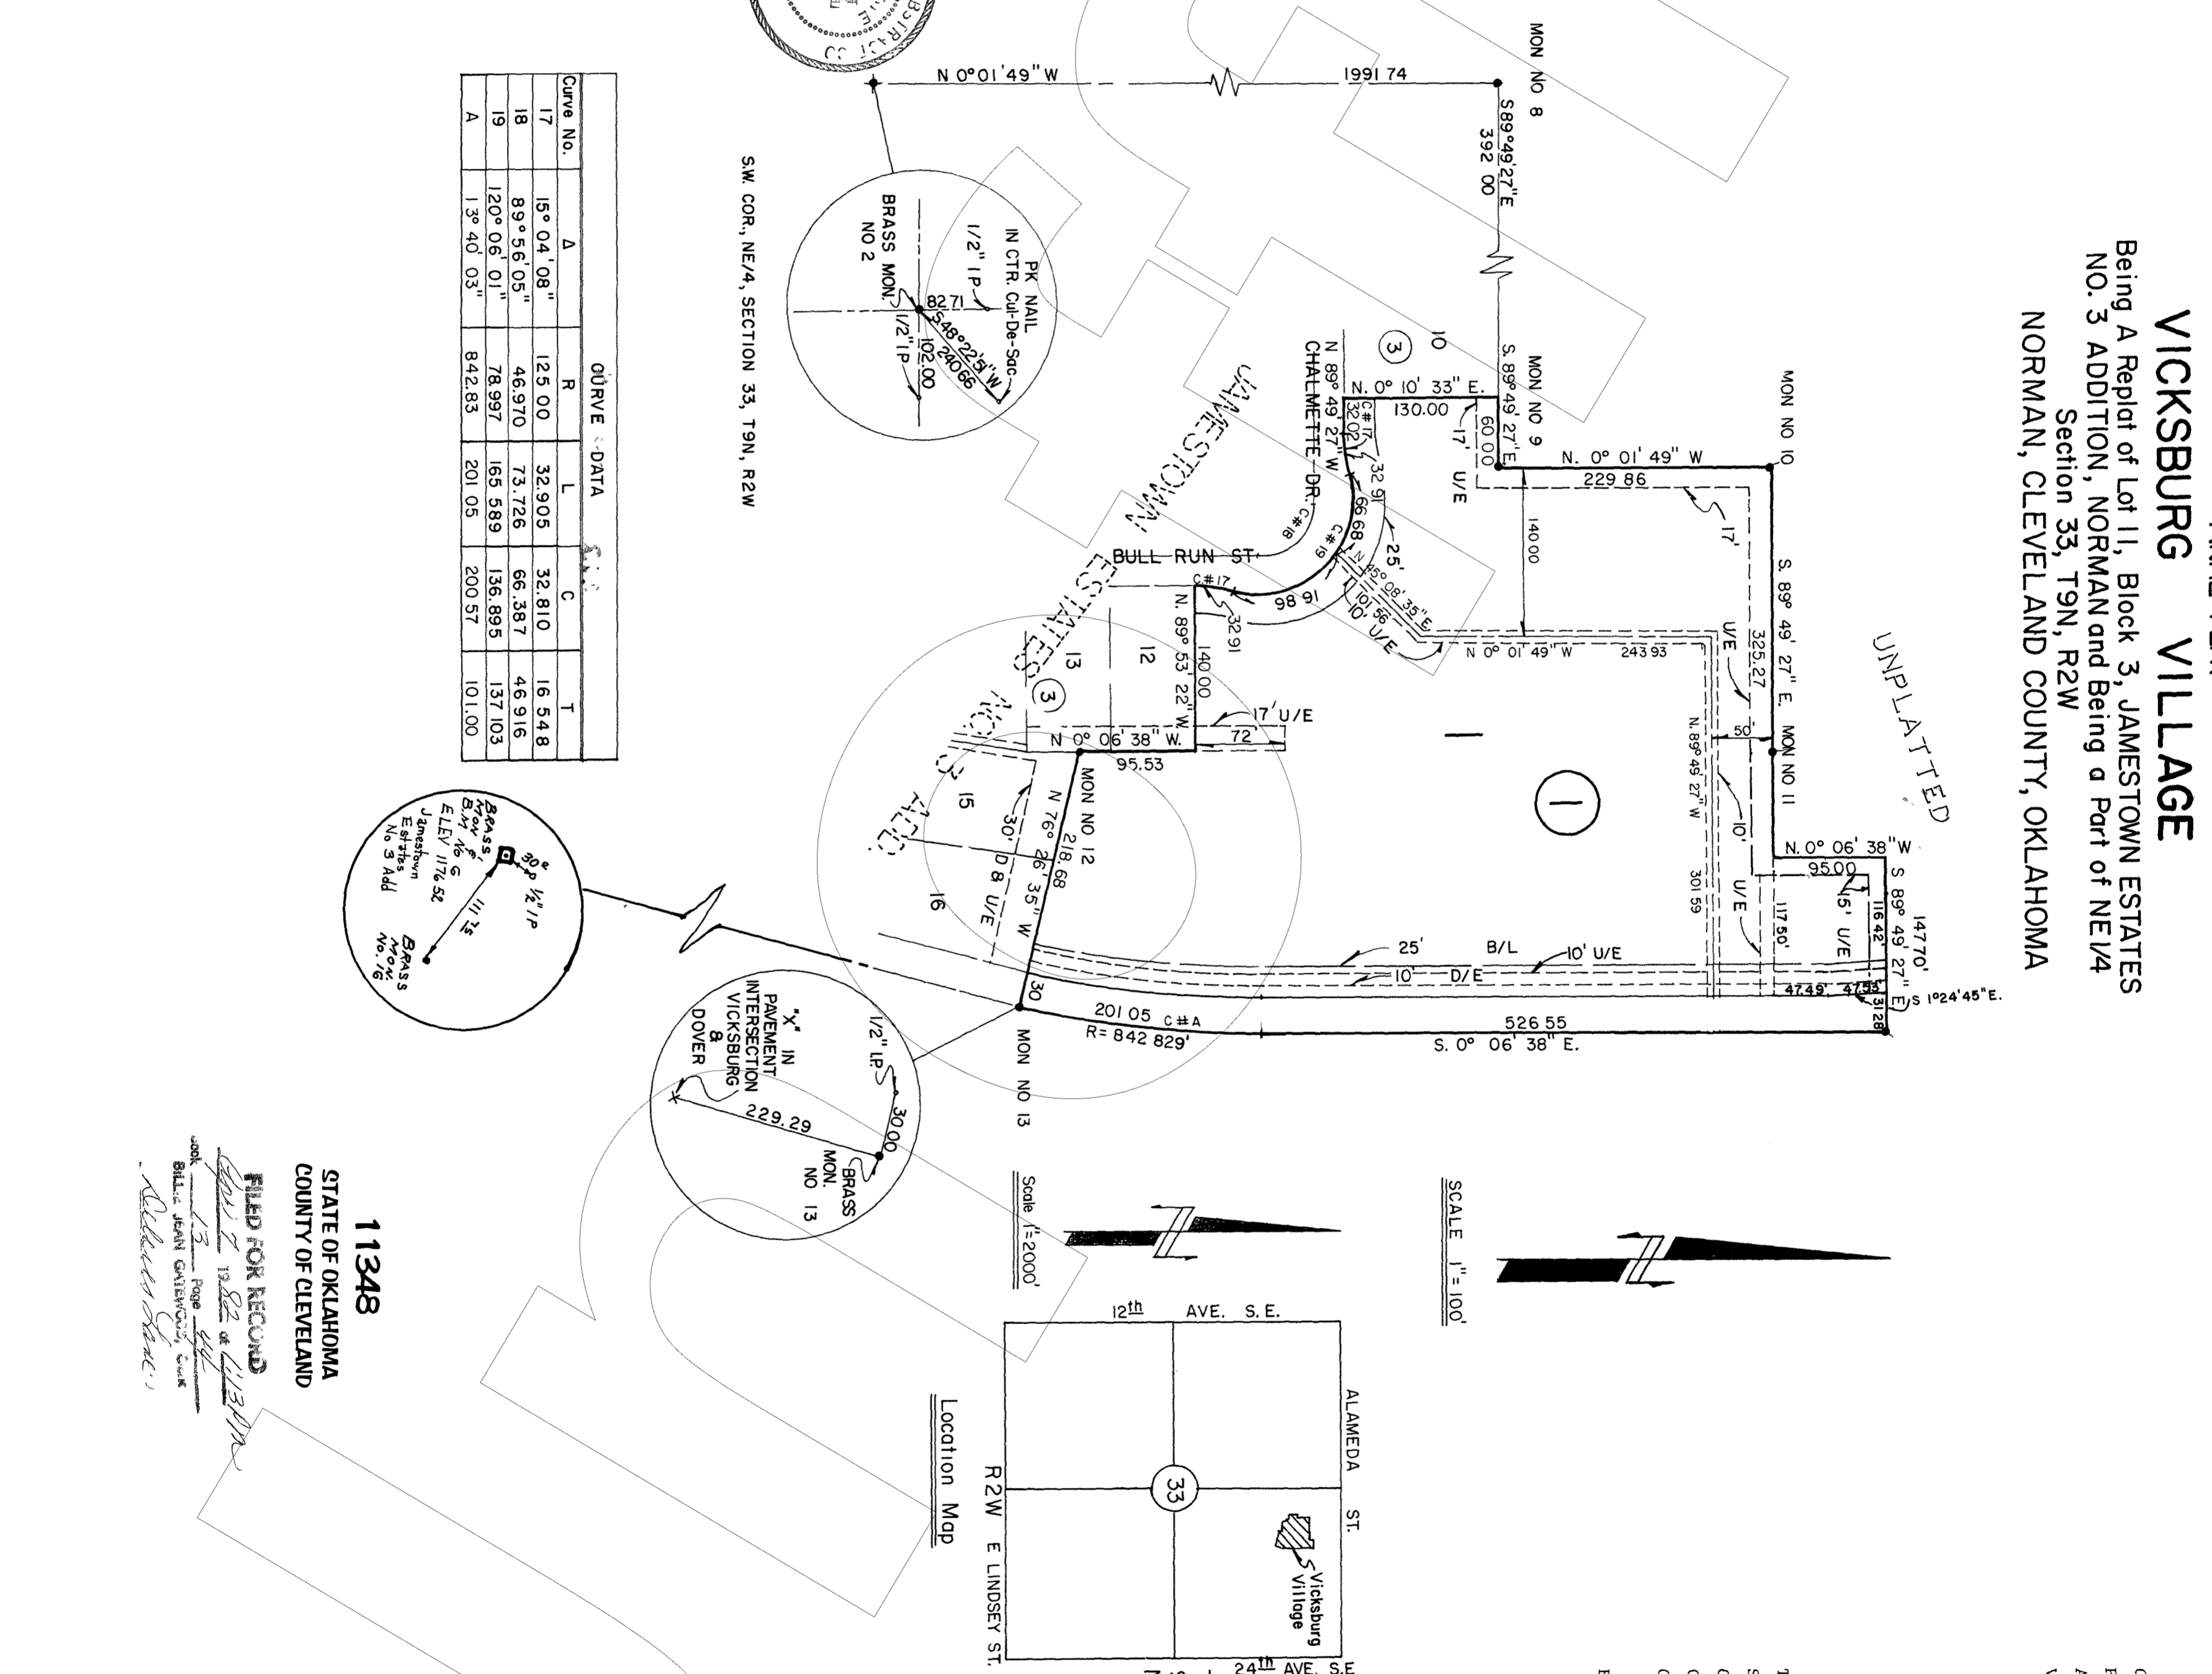 VICKSBURG VILLAGE
Being A Replat of Lot 11, Block 3, JAMESTOWN ESTATES
NO. 3 ADDITION, NORMAN and Being a Part of NE1/4
Section 33, T9N, R2W
NORMAN, CLEVELAND COUNTY, OKLAHOMA
UNPLATTED
MON NO 8
N 0°01'49" W
1991 74
S89°49'27"E
392 00
MON NO 9
S. 89° 49' 27" E.
60 00
MON NO 10
N. 0° 01' 49" W
229 86
17'
S. 89° 49' 27" E.
MON NO 11
325.27
U/E
50'
10'
U/E
N. 0° 06' 38" W
95.00
15' U/E
116 42'
117 50'
S 89° 49' 27" E
147 70'
47.49'
47.53'
31 28
S 1°24'45"E.
526 55
S. 0° 06' 38" E.
201 05 C#A
R= 842 829'
25' B/L
10' U/E
10' D/E
30
MON NO 13
MON NO 12
218.68
N 76° 26' 35" W
30' D & U/E
N 0° 06' 38" W.
95.53
72'
17' U/E
N. 89° 53' 22" W.
140 00
32 91
C#17
98 91
C#19
66 68
C#17
32 91
32 02
25'
N 45° 08' 35" E
101 56
10' U/E
N 0° 01' 49" W
243 93
N. 89° 49' 27" W
301 59
140 00
17' U/E
N. 0° 10' 33" E.
130.00
N 89° 49' 27" W
CHALMETTE DR.
C#18
BULL RUN ST.
10
3
12
13
3
15
16
1
1
JAMESTOWN
ESTATES
NO. 3
ADD.
PK NAIL
IN CTR. Cul-De-Sac
1/2" I P
BRASS MON.
NO 2
82 71
S 48° 22' 51" W
240 66
102.00
1/2" I P
S.W. COR., NE/4, SECTION 33, T9N, R2W
CURVE DATA
Curve No. Δ R L C T
17 15° 04' 08" 125 00 32.905 32.810 16 548
18 89° 56' 05" 46.970 73.726 66.387 46 916
19 120° 06' 01" 78.997 165 589 136.895 137 103
A 13° 40' 03" 842.83 201 05 200 57 101.00
BRASS
MON &
B.M No 6
ELEV 1176 52
Jamestown
Estates
No 3 Add
30°
1/2" IP
BRASS
MON.
No. 16
"X" IN
PAVEMENT
INTERSECTION
VICKSBURG
&
DOVER
1/2" I.P.
30 00
229.29
BRASS
MON.
NO 13
SCALE 1" = 100'
Scale 1"=2000'
12th AVE. S.E.
ALAMEDA ST.
33
Vicksburg
Village
R2W E LINDSEY ST.
24th AVE. S.E
Location Map
11348
STATE OF OKLAHOMA
COUNTY OF CLEVELAND
FILED FOR RECORD
13 Page 44
JEAN GATEWOOD,